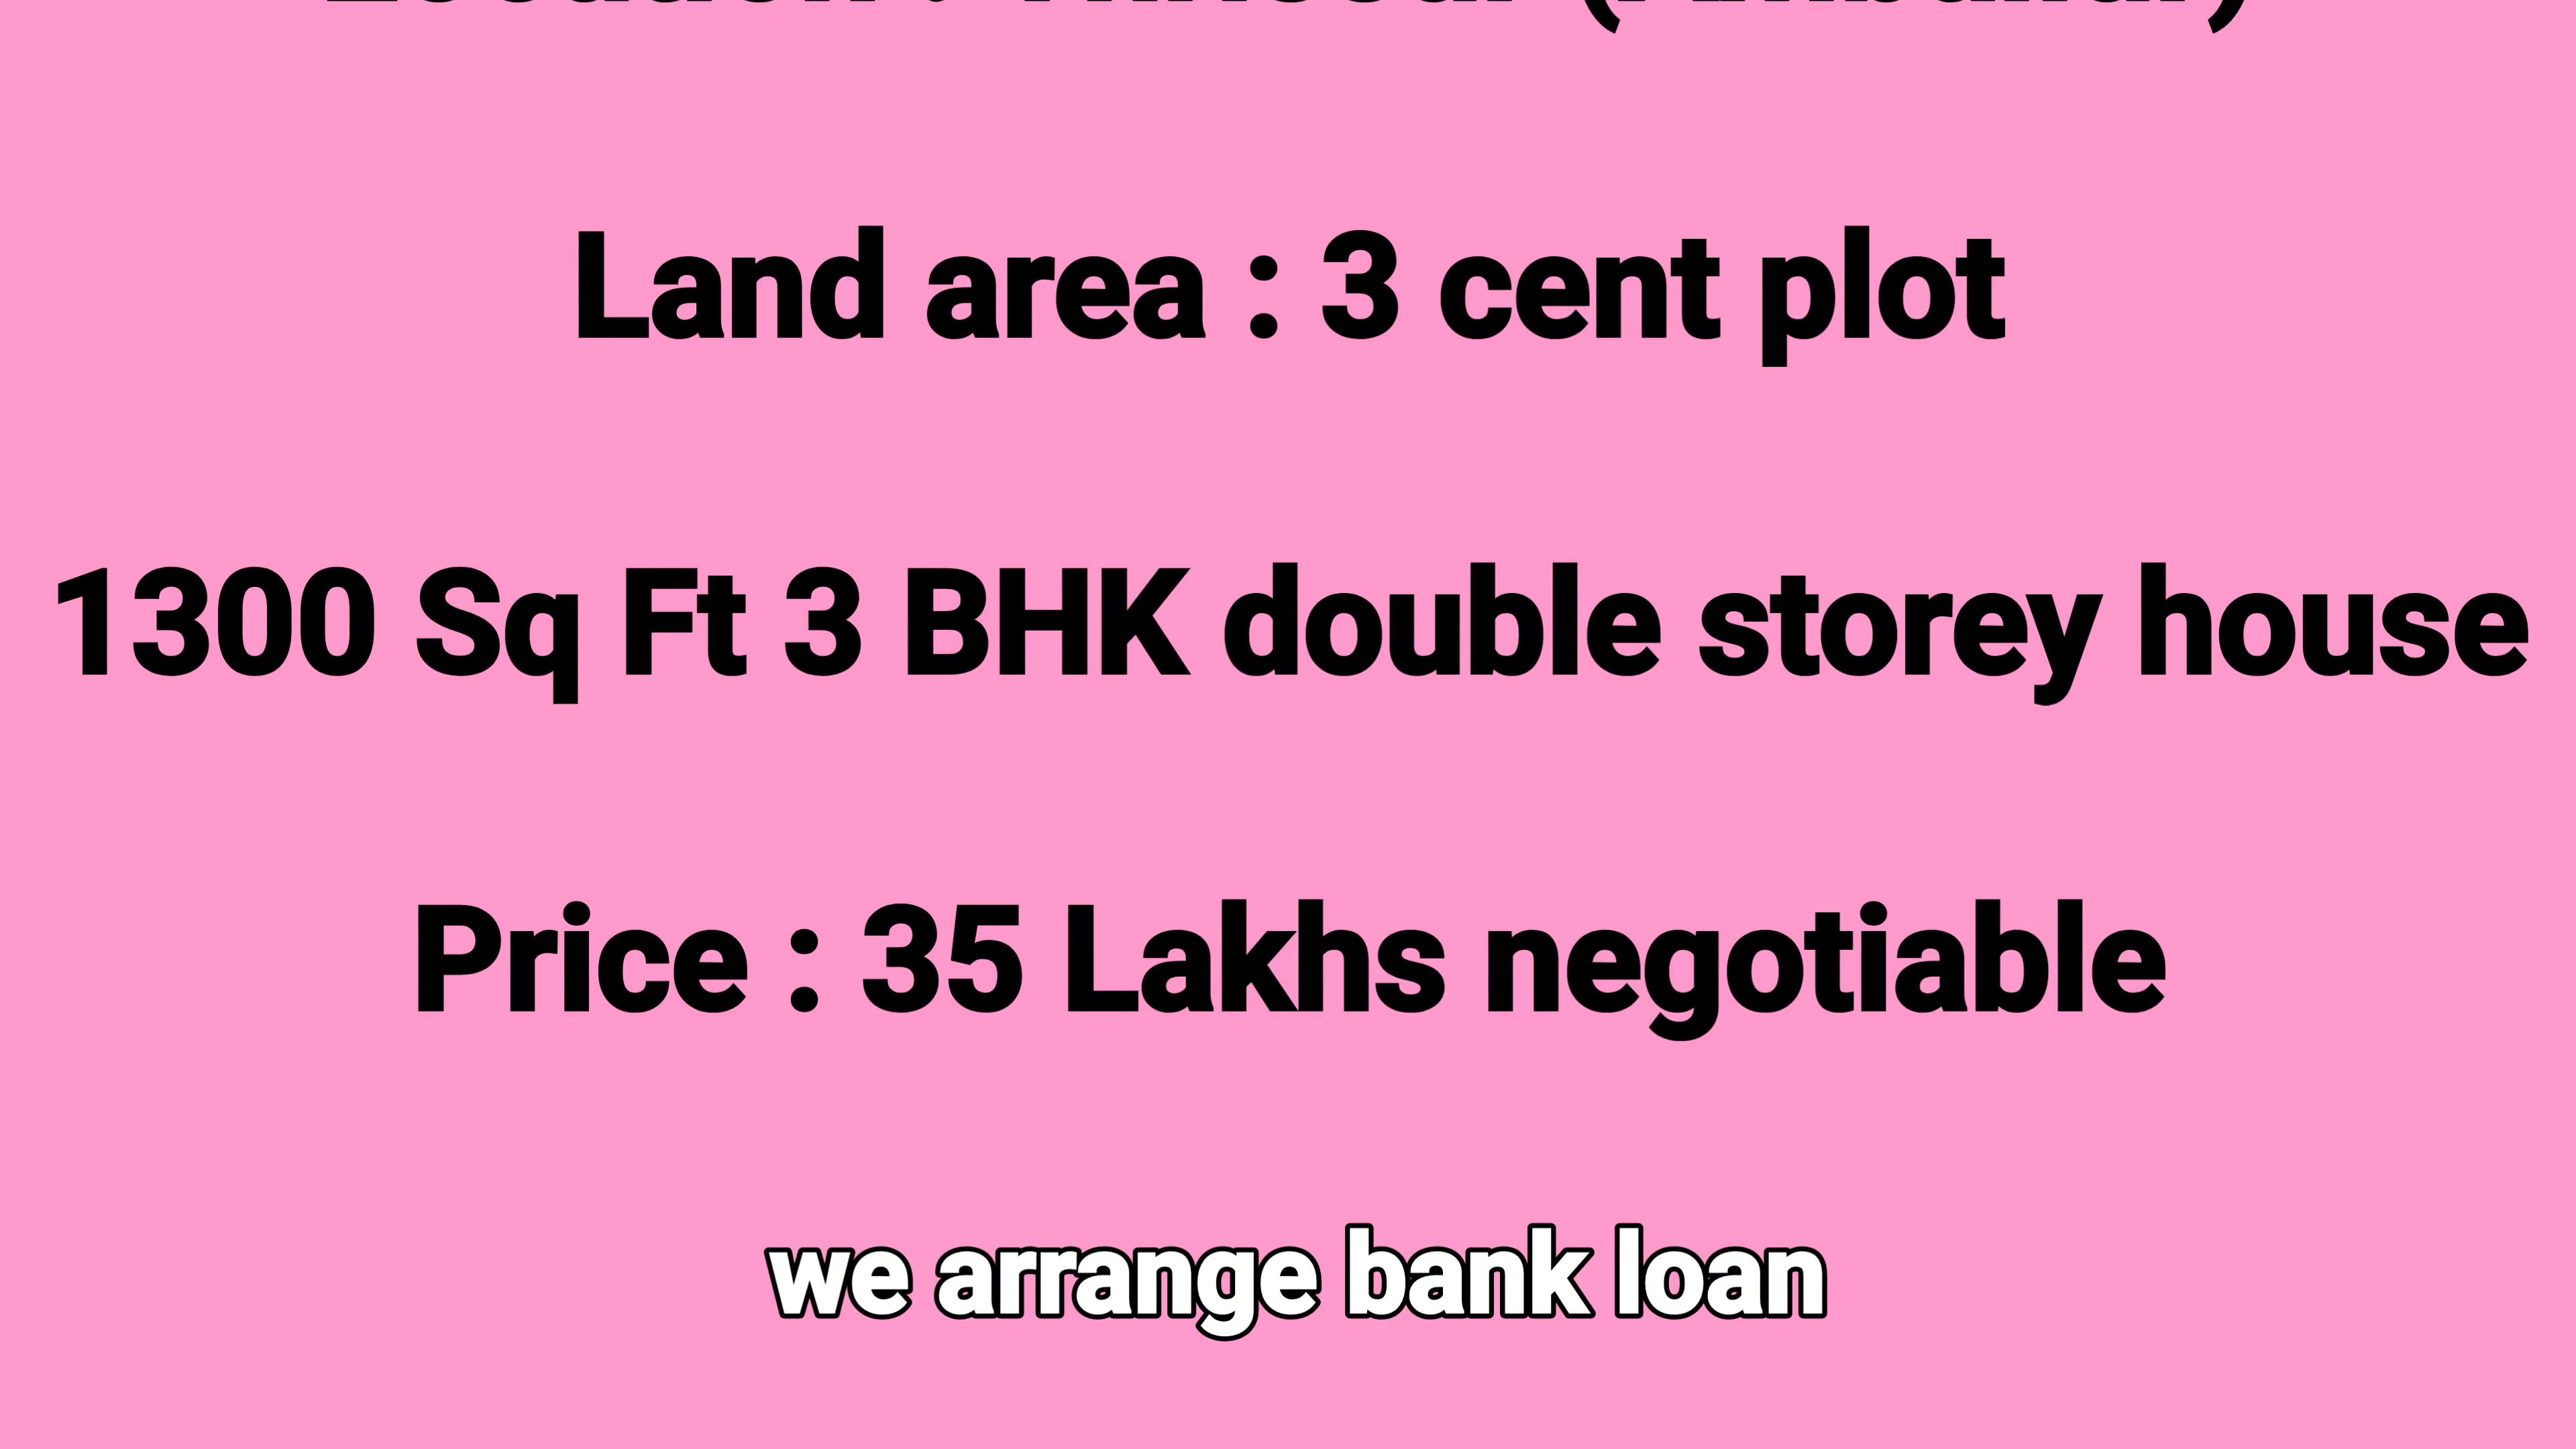 Land area : 3 cent plot
1300 Sq Ft 3 BHK double storey house
Price : 35 Lakhs negotiable
we arrange bank loan